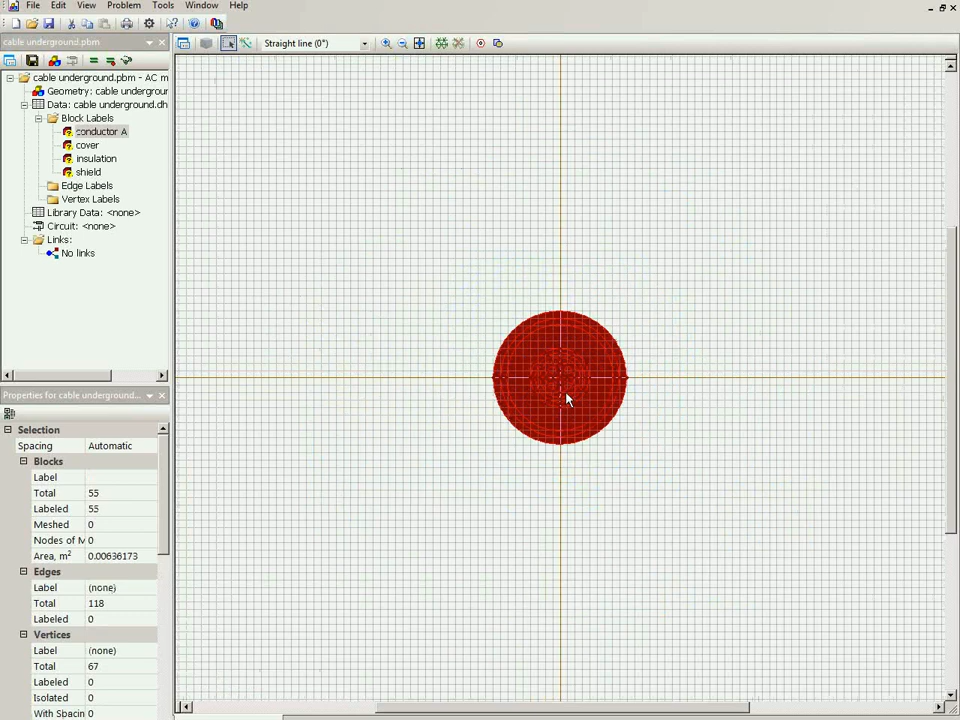 File Edit View Problem Tools Window Help
cable underground.pbm
Straight line (0°)
cable underground.pbm - AC m
Geometry: cable undergrour
Data: cable underground.dh
Block Labels
conductor A
cover
insulation
shield
Edge Labels
Vertex Labels
Library Data: <none>
Circuit: <none>
Links:
No links
Properties for cable underground...
Selection
Spacing Automatic
Blocks
Label
Total 55
Labeled 55
Meshed 0
Nodes of M 0
Area, m² 0.00636173
Edges
Label (none)
Total 118
Labeled 0
Vertices
Label (none)
Total 67
Labeled 0
Isolated 0
With Spacin 0